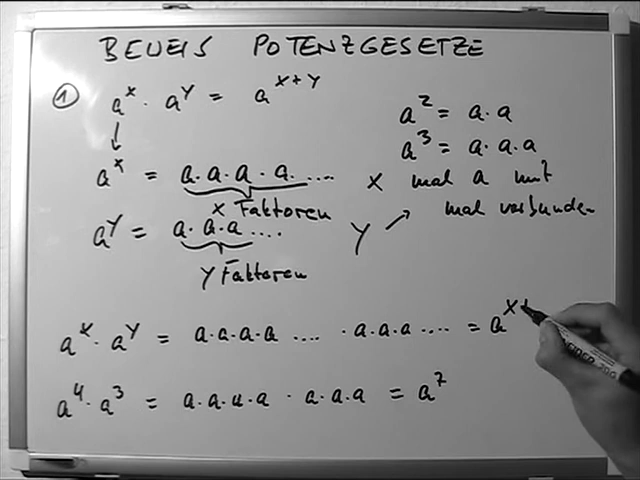 BEWEIS POTENZGESETZE
① a^x · a^y = a^{x+y}
a² = a · a
a³ = a · a · a
a^x = a · a · a · a · ....
x Faktoren
x mal a mit
mal verbunden
a^y = a · a · a ....
y Faktoren
y
a^x · a^y = a·a·a·a .... · a·a·a .... = a^{x+
a⁴ · a³ = a·a·a·a · a·a·a = a⁷